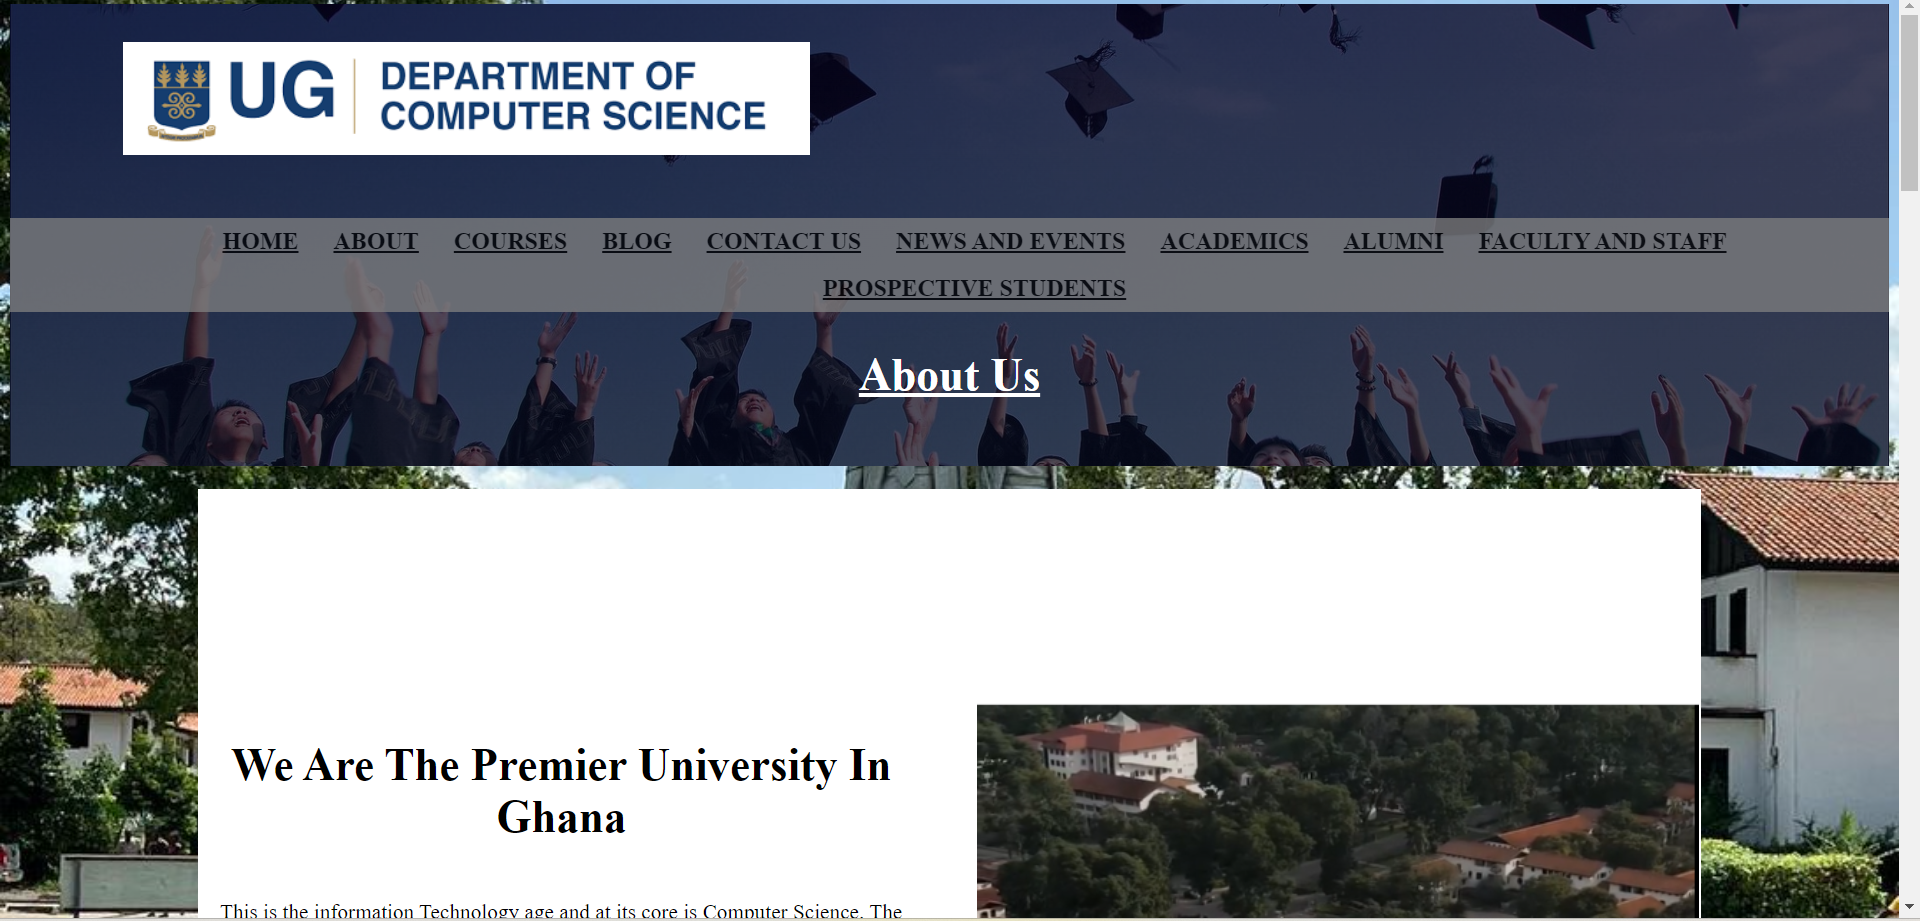 UG
DEPARTMENT OF
COMPUTER SCIENCE
HOME ABOUT COURSES BLOG CONTACT US NEWS AND EVENTS ACADEMICS ALUMNI FACULTY AND STAFF
PROSPECTIVE STUDENTS
About Us
We Are The Premier University In
Ghana
This is the information Technology age and at its core is Computer Science. The